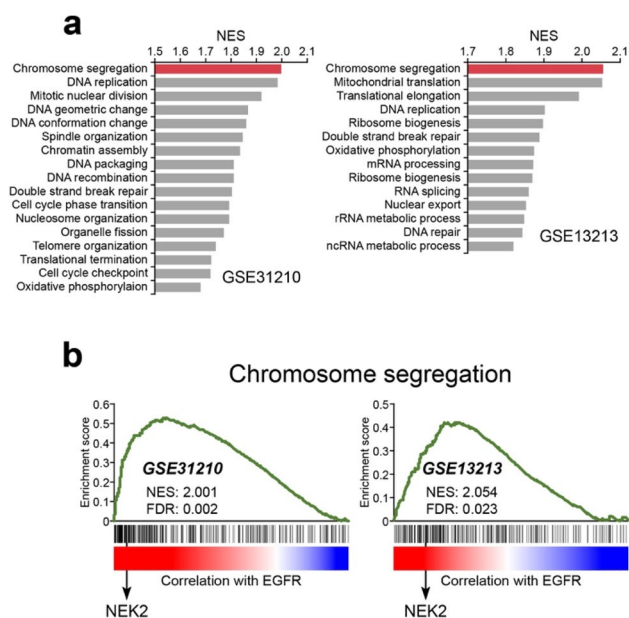 a
NES
1.5 1.6 1.7 1.8 1.9 2.0 2.1
Chromosome segregation
DNA replication
Mitotic nuclear division
DNA geometric change
DNA conformation change
Spindle organization
Chromatin assembly
DNA packaging
DNA recombination
Double strand break repair
Cell cycle phase transition
Nucleosome organization
Organelle fission
Telomere organization
Translational termination
Cell cycle checkpoint
Oxidative phosphorylaion
GSE31210
NES
1.7 1.8 1.9 2.0 2.1
Chromosome segregation
Mitochondrial translation
Translational elongation
DNA replication
Ribosome biogenesis
Double strand break repair
Oxidative phosphorylation
mRNA processing
Ribosome biogenesis
RNA splicing
Nuclear export
rRNA metabolic process
DNA repair
ncRNA metabolic process
GSE13213
b
Chromosome segregation
Enrichment score
0.6
0.5
0.4
0.3
0.2
0.1
0
GSE31210
NES: 2.001
FDR: 0.002
Correlation with EGFR
NEK2
Enrichment score
0.5
0.4
0.3
0.2
0.1
0
GSE13213
NES: 2.054
FDR: 0.023
Correlation with EGFR
NEK2